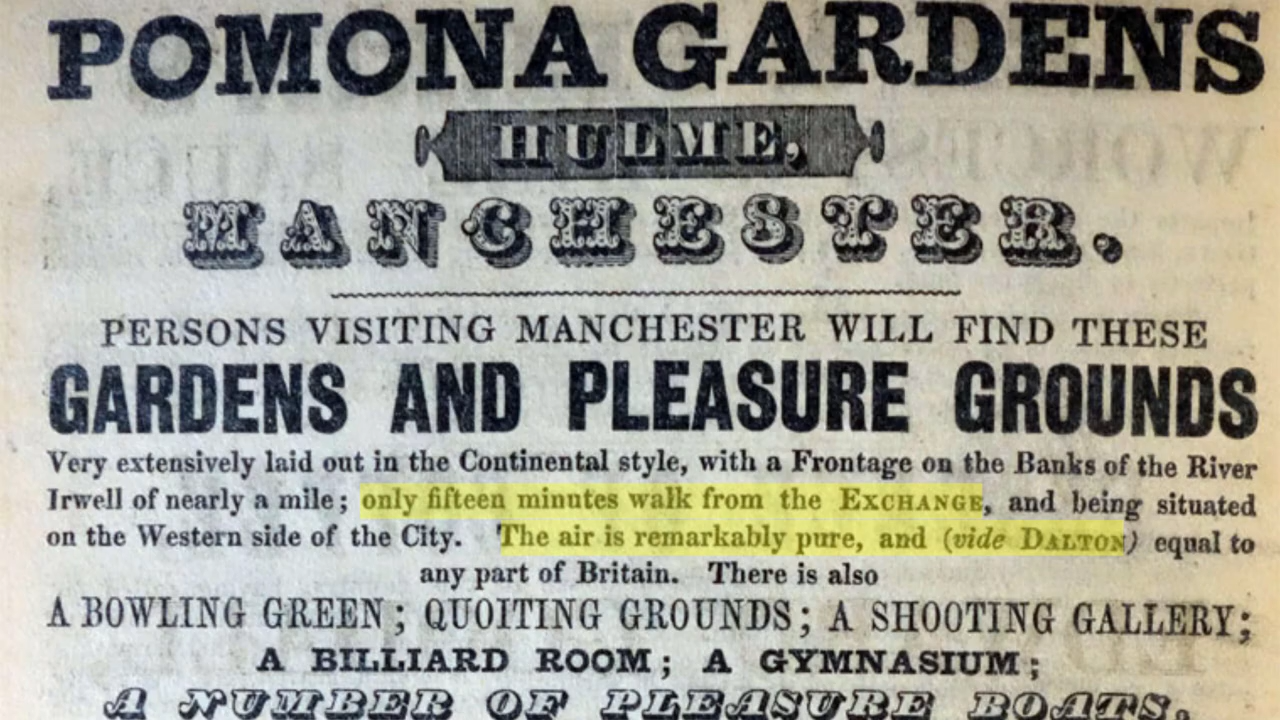 POMONA GARDENS
HULME,
MANCHESTER.
PERSONS VISITING MANCHESTER WILL FIND THESE
GARDENS AND PLEASURE GROUNDS
Very extensively laid out in the Continental style, with a Frontage on the Banks of the River
Irwell of nearly a mile; only fifteen minutes walk from the EXCHANGE, and being situated
on the Western side of the City. The air is remarkably pure, and (vide DALTON) equal to
any part of Britain. There is also
A BOWLING GREEN; QUOITING GROUNDS; A SHOOTING GALLERY;
A BILLIARD ROOM; A GYMNASIUM;
A NUMBER OF PLEASURE BOATS.